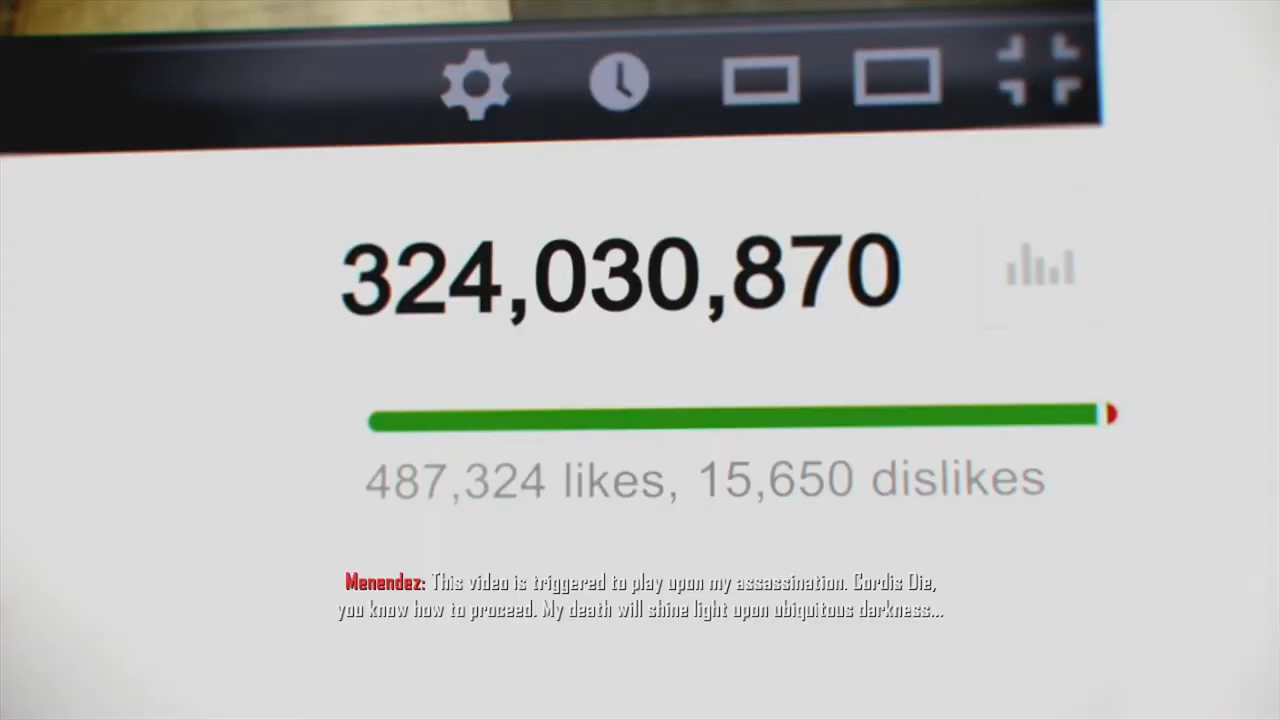 324,030,870
487,324 likes, 15,650 dislikes
Menendez: This video is triggered to play upon my assassination. Cordis Die,
you know how to proceed. My death will shine light upon ubiquitous darkness...